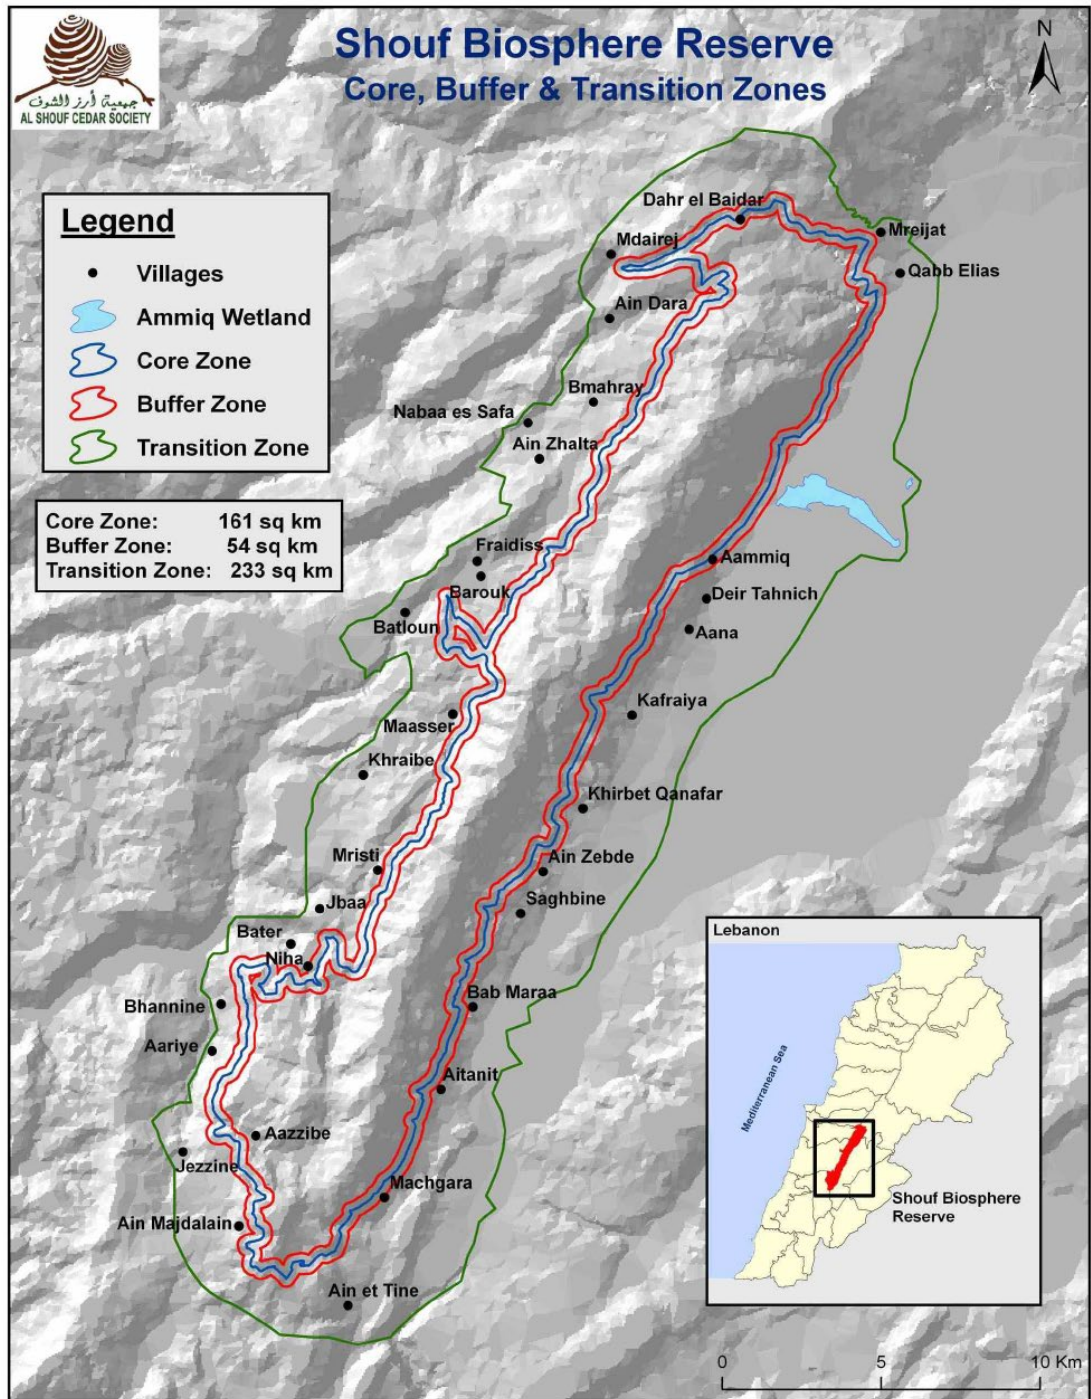 Shouf Biosphere Reserve
Core, Buffer & Transition Zones
N
جمعية أرز الشوف
AL SHOUF CEDAR SOCIETY
Legend
Villages
Ammiq Wetland
Core Zone
Buffer Zone
Transition Zone
Core Zone: 161 sq km
Buffer Zone: 54 sq km
Transition Zone: 233 sq km
Dahr el Baidar
Mreijat
Mdairej
Qabb Elias
Ain Dara
Bmahray
Nabaa es Safa
Ain Zhalta
Fraidiss
Aammiq
Barouk
Deir Tahnich
Batloun
Aana
Kafraiya
Maasser
Khraibe
Khirbet Qanafar
Mristi
Ain Zebde
Saghbine
Jbaa
Bater
Niha
Bab Maraa
Bhannine
Aariye
Aitanit
Aazzibe
Jezzine
Machgara
Ain Majdalain
Ain et Tine
Lebanon
Mediterranean Sea
Shouf Biosphere
Reserve
0 5 10 Km